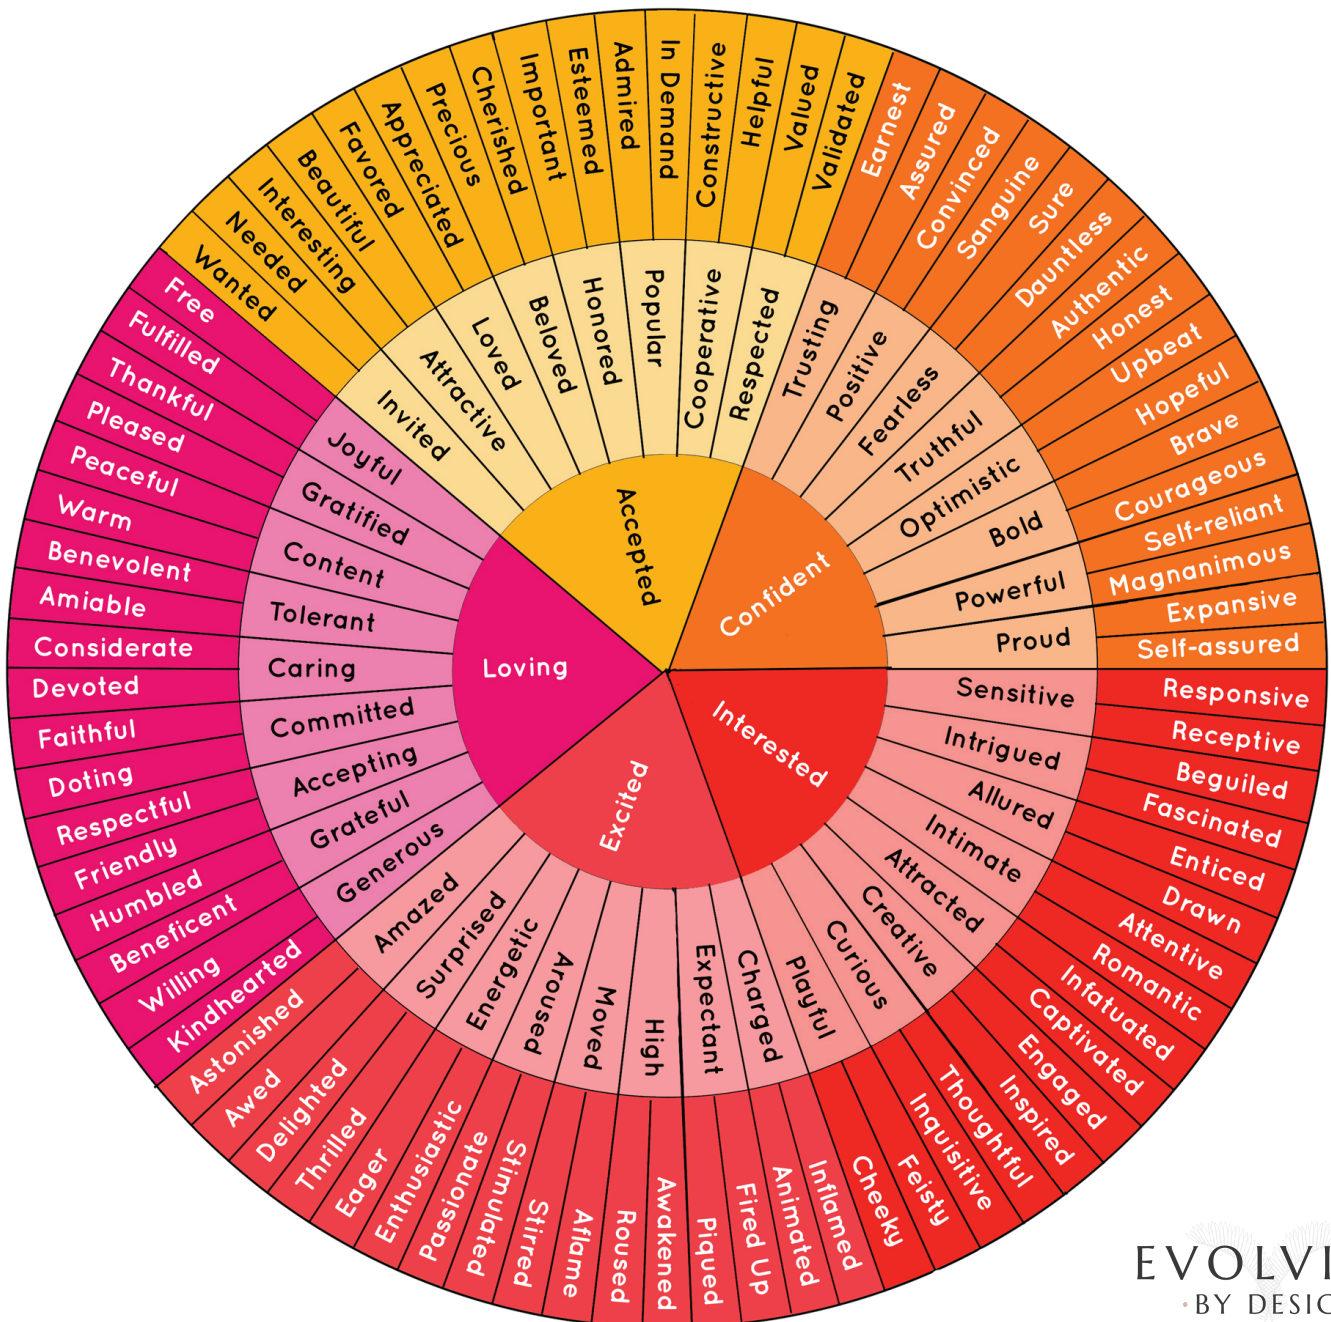 Accepted
Confident
Interested
Excited
Loving
Invited
Attractive
Loved
Beloved
Honored
Popular
Cooperative
Respected
Trusting
Positive
Fearless
Truthful
Optimistic
Bold
Powerful
Proud
Sensitive
Intrigued
Allured
Intimate
Attracted
Creative
Curious
Playful
Charged
Expectant
High
Moved
Aroused
Energetic
Surprised
Amazed
Generous
Grateful
Accepting
Committed
Caring
Tolerant
Content
Gratified
Joyful
Wanted
Needed
Interesting
Beautiful
Favored
Appreciated
Precious
Cherished
Important
Esteemed
Admired
In Demand
Constructive
Helpful
Valued
Validated
Earnest
Assured
Convinced
Sanguine
Sure
Dauntless
Authentic
Honest
Upbeat
Hopeful
Brave
Courageous
Self-reliant
Magnanimous
Expansive
Self-assured
Responsive
Receptive
Beguiled
Fascinated
Enticed
Drawn
Attentive
Romantic
Infatuated
Captivated
Engaged
Inspired
Thoughtful
Inquisitive
Feisty
Cheeky
Inflamed
Animated
Fired Up
Piqued
Awakened
Roused
Aflame
Stirred
Stimulated
Passionate
Enthusiastic
Eager
Thrilled
Delighted
Awed
Astonished
Kindhearted
Willing
Beneficent
Humbled
Friendly
Respectful
Doting
Faithful
Devoted
Considerate
Amiable
Benevolent
Warm
Peaceful
Pleased
Thankful
Fulfilled
Free
EVOLVI
·BY DESIG